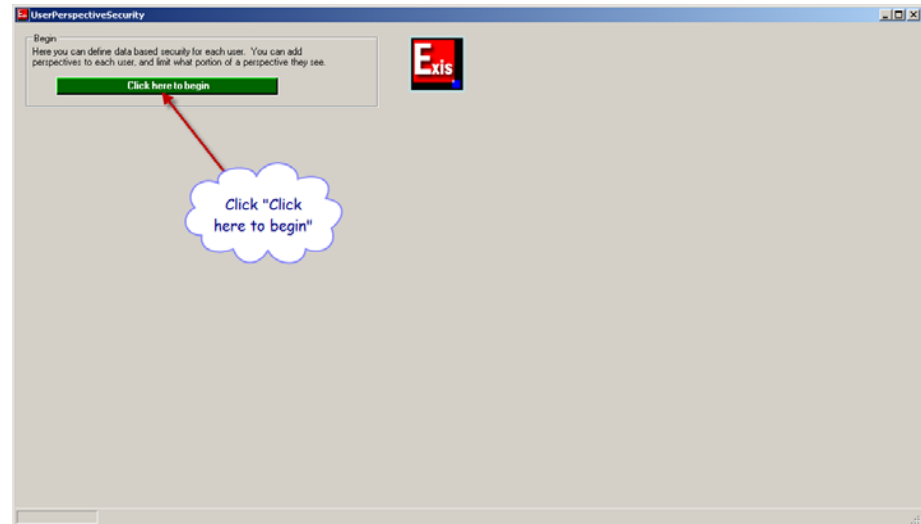 UserPerspectiveSecurity
Begin
Here you can define data based security for each user. You can add
perspectives to each user, and limit what portion of a perspective they see.
Click here to begin
Exis
Click "Click
here to begin"